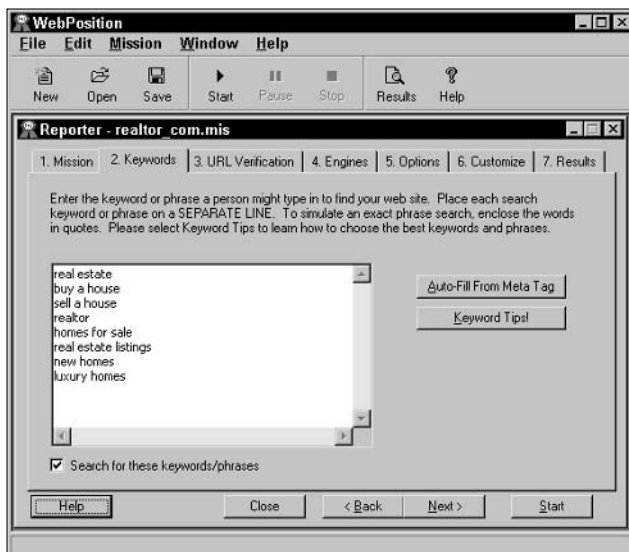 WebPosition
File Edit Mission Window Help
New Open Save Start Pause Stop Results Help
Reporter - realtor_com.mis
1. Mission 2. Keywords 3. URL Verification 4. Engines 5. Options 6. Customize 7. Results
Enter the keyword or phrase a person might type in to find your web site. Place each search
keyword or phrase on a SEPARATE LINE. To simulate an exact phrase search, enclose the words
in quotes. Please select Keyword Tips to learn how to choose the best keywords and phrases.
real estate
buy a house
sell a house
realtor
homes for sale
real estate listings
new homes
luxury homes
Auto-Fill From Meta Tag
Keyword Tips!
Search for these keywords/phrases
Help Close < Back Next > Start